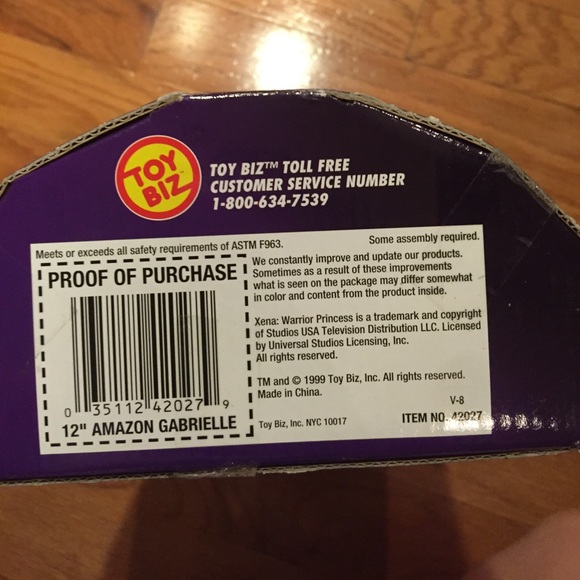 TOY
BIZ™
TOY BIZ™ TOLL FREE
CUSTOMER SERVICE NUMBER
1-800-634-7539
Meets or exceeds all safety requirements of ASTM F963.
Some assembly required.
PROOF OF PURCHASE
0 35112 42027 9
12" AMAZON GABRIELLE
We constantly improve and update our products.
Sometimes as a result of these improvements
what is seen on the package may differ somewhat
in color and content from the product inside.
Xena: Warrior Princess is a trademark and copyright
of Studios USA Television Distribution LLC. Licensed
by Universal Studios Licensing, Inc.
All rights reserved.
TM and © 1999 Toy Biz, Inc. All rights reserved.
Made in China.
V-8
Toy Biz, Inc. NYC 10017
ITEM NO. 42027